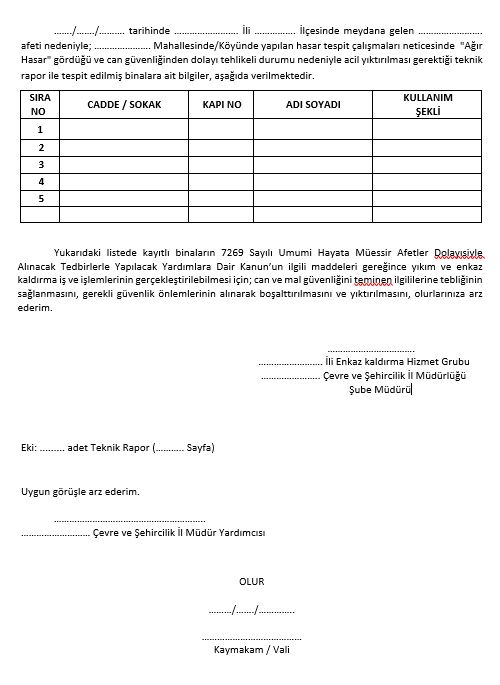 ......./......./.......... tarihinde ........................ İli ............... İlçesinde meydana gelen ........................
afeti nedeniyle; ...................... Mahallesinde/Köyünde yapılan hasar tespit çalışmaları neticesinde "Ağır
Hasar" gördüğü ve can güvenliğinden dolayı tehlikeli durumu nedeniyle acil yıktırılması gerektiği teknik
rapor ile tespit edilmiş binalara ait bilgiler, aşağıda verilmektedir.
SIRA NO CADDE / SOKAK KAPI NO ADI SOYADI KULLANIM ŞEKLİ
1
2
3
4
5
Yukarıdaki listede kayıtlı binaların 7269 Sayılı Umumi Hayata Müessir Afetler Dolayısiyle
Alınacak Tedbirlerle Yapılacak Yardımlara Dair Kanun'un ilgili maddeleri gereğince yıkım ve enkaz
kaldırma iş ve işlemlerinin gerçekleştirilebilmesi için; can ve mal güvenliğini teminen ilgililerine tebliğinin
sağlanmasını, gerekli güvenlik önlemlerinin alınarak boşalttırılmasını ve yıktırılmasını, olurlarınıza arz
ederim.
..................................
......................... İli Enkaz kaldırma Hizmet Grubu
....................... Çevre ve Şehircilik İl Müdürlüğü
Şube Müdürü
Eki: ......... adet Teknik Rapor (........... Sayfa)
Uygun görüşle arz ederim.
...........................................................
........................... Çevre ve Şehircilik İl Müdür Yardımcısı
OLUR
........./......./..............
.......................................
Kaymakam / Vali